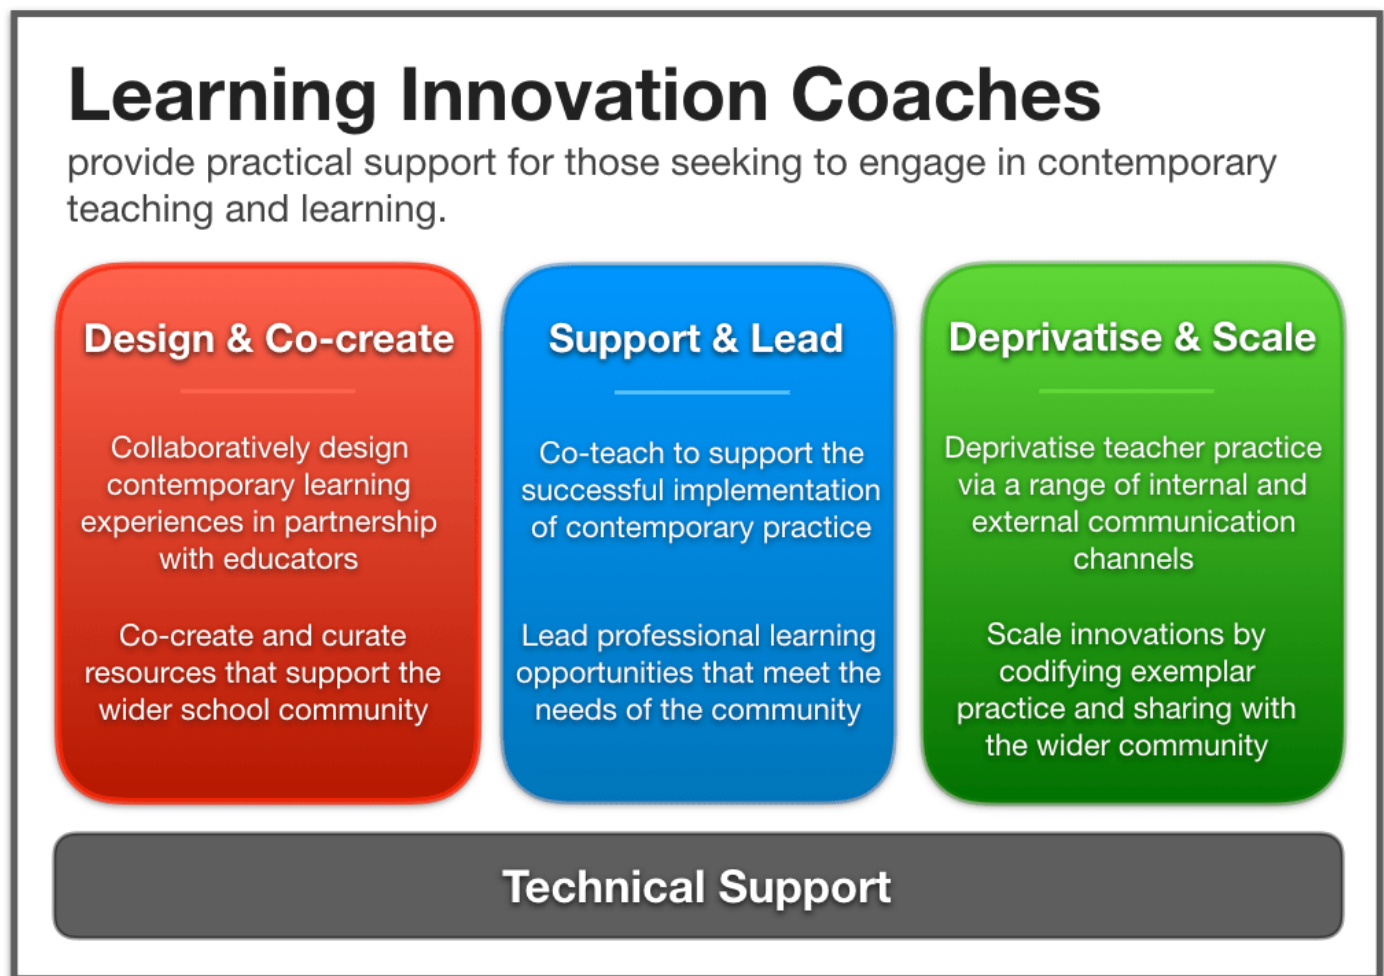 Learning Innovation Coaches
provide practical support for those seeking to engage in contemporary
teaching and learning.
Design & Co-create
Collaboratively design
contemporary learning
experiences in partnership
with educators
Co-create and curate
resources that support the
wider school community
Support & Lead
Co-teach to support the
successful implementation
of contemporary practice
Lead professional learning
opportunities that meet the
needs of the community
Deprivatise & Scale
Deprivatise teacher practice
via a range of internal and
external communication
channels
Scale innovations by
codifying exemplar
practice and sharing with
the wider community
Technical Support